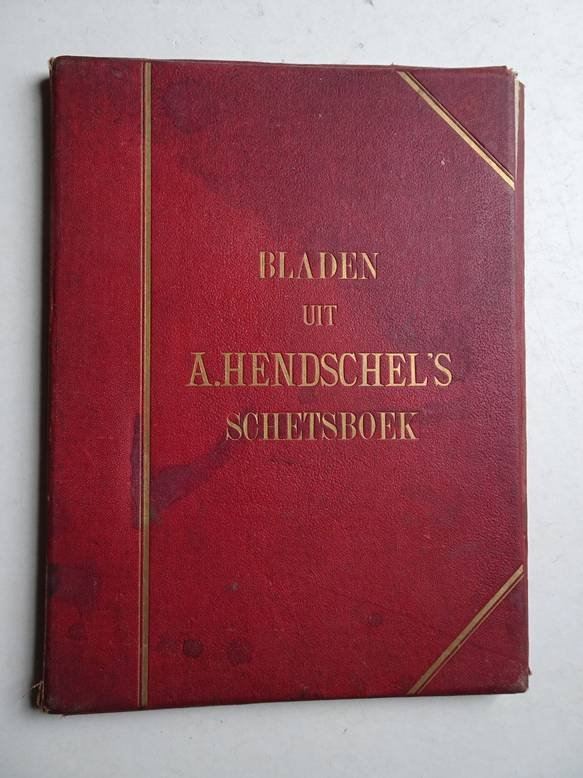 BLADEN
UIT
A. HENDSCHEL'S
SCHETSBOEK